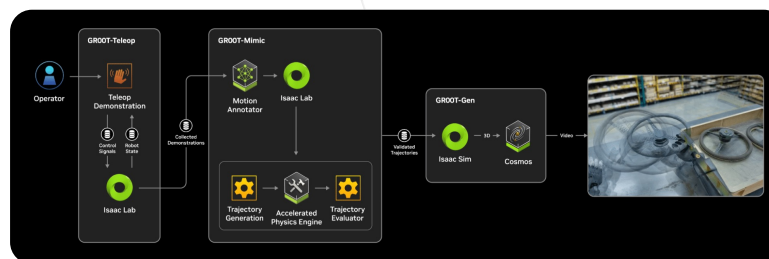 GR00T-Teleop
Operator
Teleop
Demonstration
Control
Signals
Robot
State
Isaac Lab
Collected
Demonstrations
GR00T-Mimic
Motion
Annotator
Isaac Lab
Trajectory
Generation
Accelerated
Physics Engine
Trajectory
Evaluator
Validated
Trajectories
GR00T-Gen
Isaac Sim
3D
Cosmos
Video